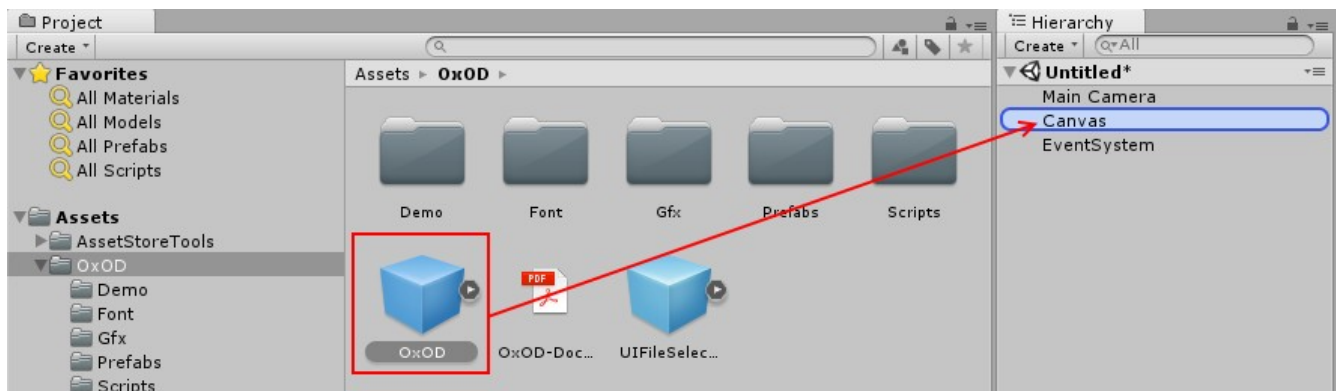 Project
Create
Favorites
All Materials
All Models
All Prefabs
All Scripts
Assets
AssetStoreTools
OxOD
Demo
Font
Gfx
Prefabs
Scripts
Assets OxOD
Demo Font Gfx Prefabs Scripts
PDF
OxOD OxOD-Doc... UIFileSelec...
Hierarchy
Create All
Untitled*
Main Camera
Canvas
EventSystem